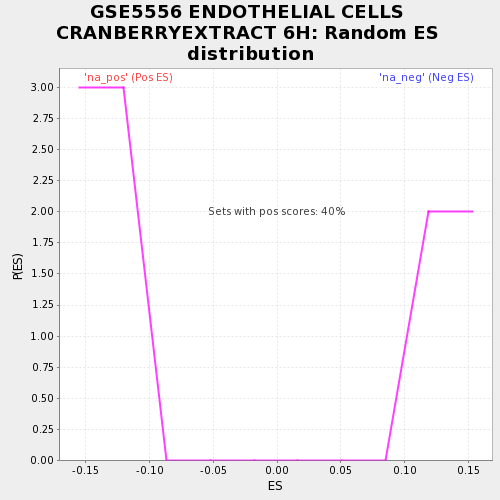 GSE5556 ENDOTHELIAL CELLS
CRANBERRYEXTRACT 6H: Random ES
distribution
'na_pos' (Pos ES) 'na_neg' (Neg ES)
3.00
2.75
2.50
2.25
2.00
1.75
1.50
1.25
1.00
0.75
0.50
0.25
0.00
Sets with pos scores: 40%
P(ES)
-0.15 -0.10 -0.05 0.00 0.05 0.10 0.15
ES